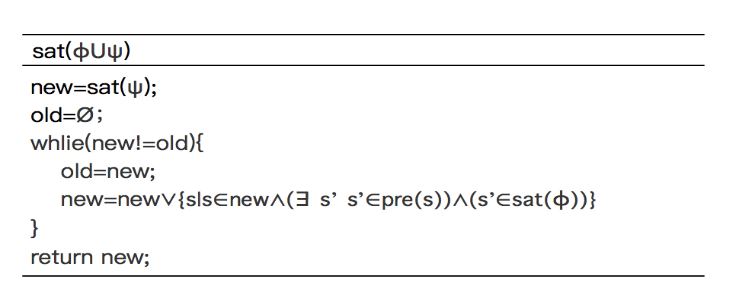 sat(ϕUψ)
new=sat(ψ);
old=Ø;
whlie(new!=old){
old=new;
new=new∨{s|s∈new∧(∃ s’ s’∈pre(s))∧(s’∈sat(ϕ))}
}
return new;